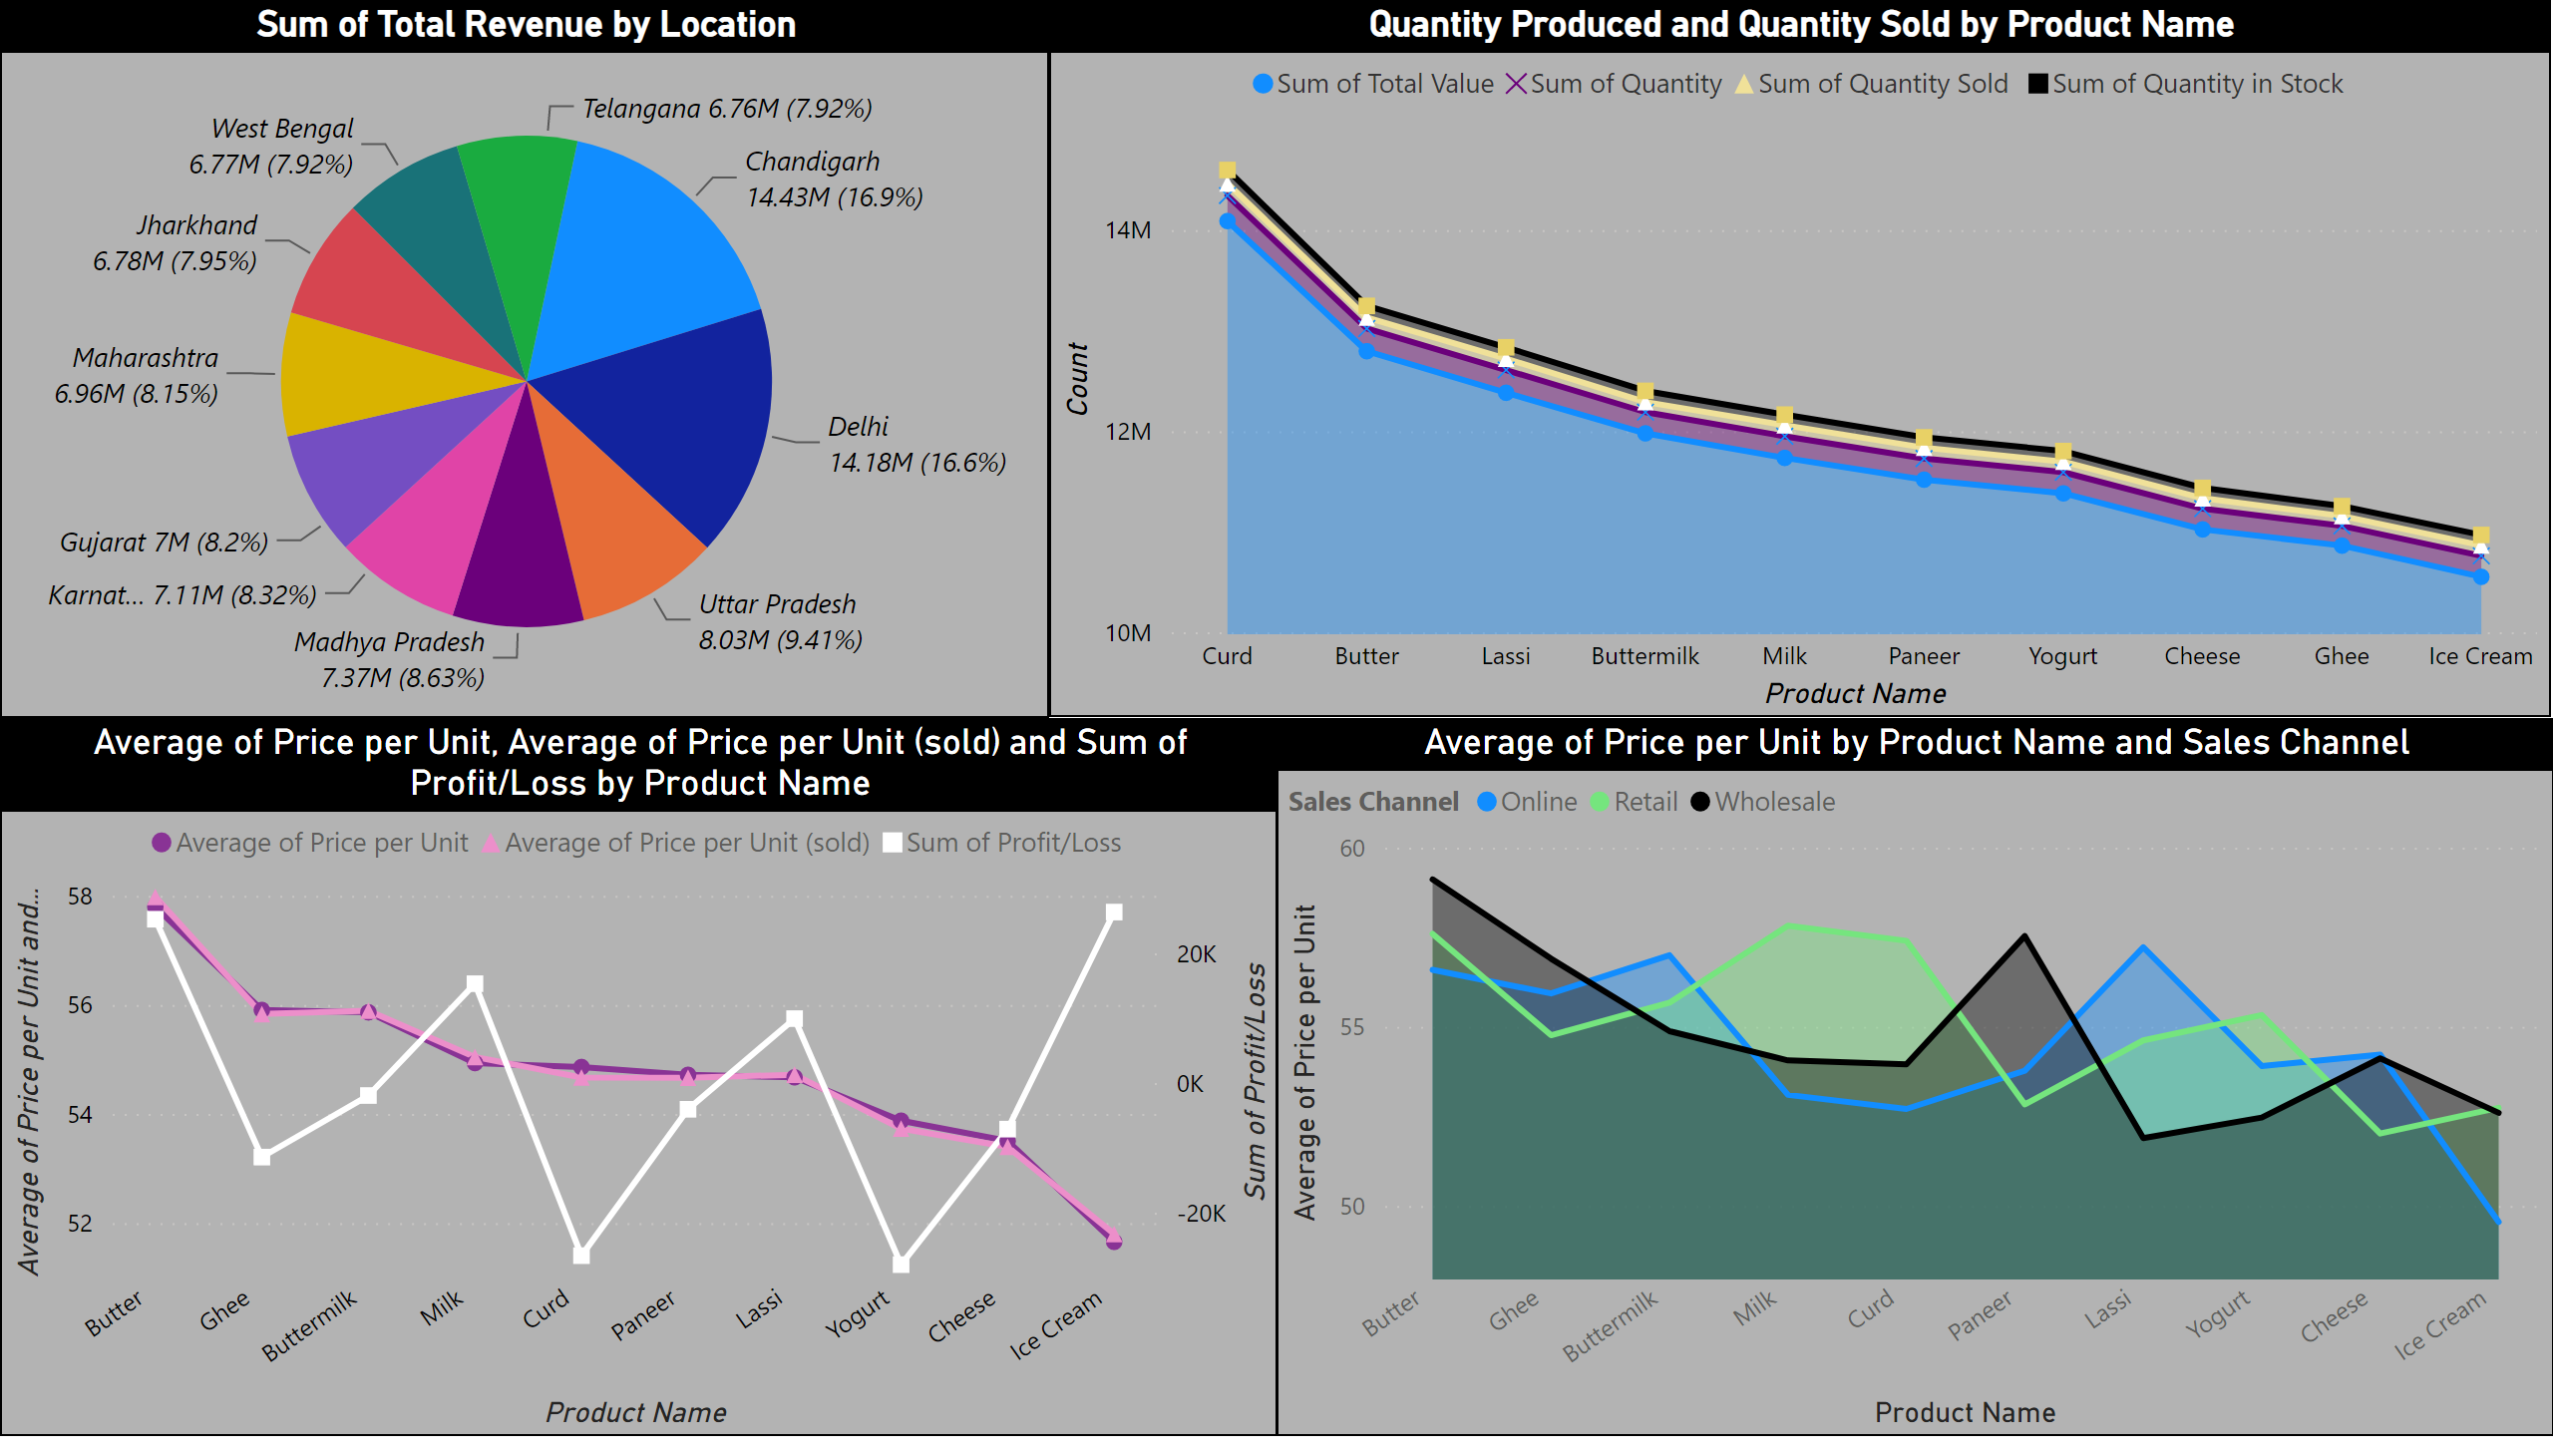 Sum of Total Revenue by Location
Telangana 6.76M (7.92%)
West Bengal
6.77M (7.92%)
Chandigarh
14.43M (16.9%)
Jharkhand
6.78M (7.95%)
Maharashtra
6.96M (8.15%)
Delhi
14.18M (16.6%)
Gujarat 7M (8.2%)
Karnat... 7.11M (8.32%)
Uttar Pradesh
8.03M (9.41%)
Madhya Pradesh
7.37M (8.63%)
Quantity Produced and Quantity Sold by Product Name
Sum of Total Value Sum of Quantity Sum of Quantity Sold Sum of Quantity in Stock
14M
12M
10M
Count
Curd Butter Lassi Buttermilk Milk Paneer Yogurt Cheese Ghee Ice Cream
Product Name
Average of Price per Unit, Average of Price per Unit (sold) and Sum of
Profit/Loss by Product Name
Average of Price per Unit Average of Price per Unit (sold) Sum of Profit/Loss
Average of Price per Unit and...
58
56
54
52
20K
0K
-20K
Sum of Profit/Loss
Butter Ghee Buttermilk Milk Curd Paneer Lassi Yogurt Cheese Ice Cream
Product Name
Average of Price per Unit by Product Name and Sales Channel
Sales Channel Online Retail Wholesale
60
55
50
Average of Price per Unit
Butter Ghee Buttermilk Milk Curd Paneer Lassi Yogurt Cheese Ice Cream
Product Name